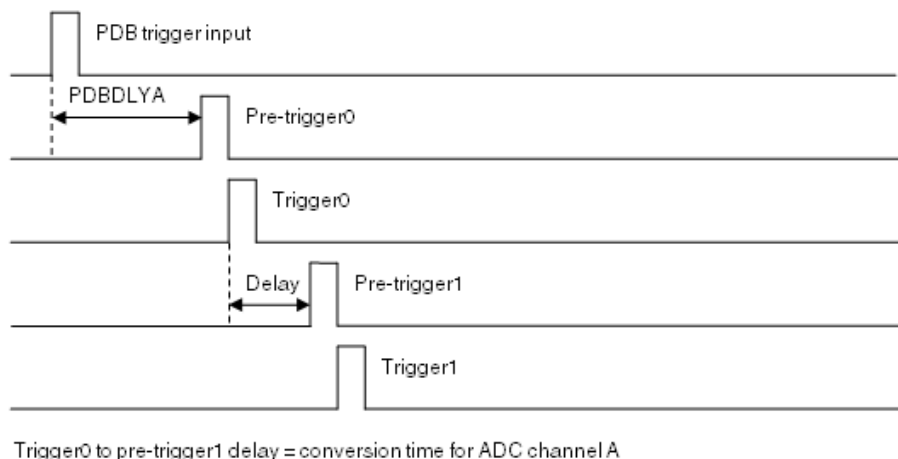 PDB trigger input
PDBDLYA
Pre-trigger0
Trigger0
Delay
Pre-trigger1
Trigger1
Trigger0 to pre-trigger1 delay = conversion time for ADC channel A